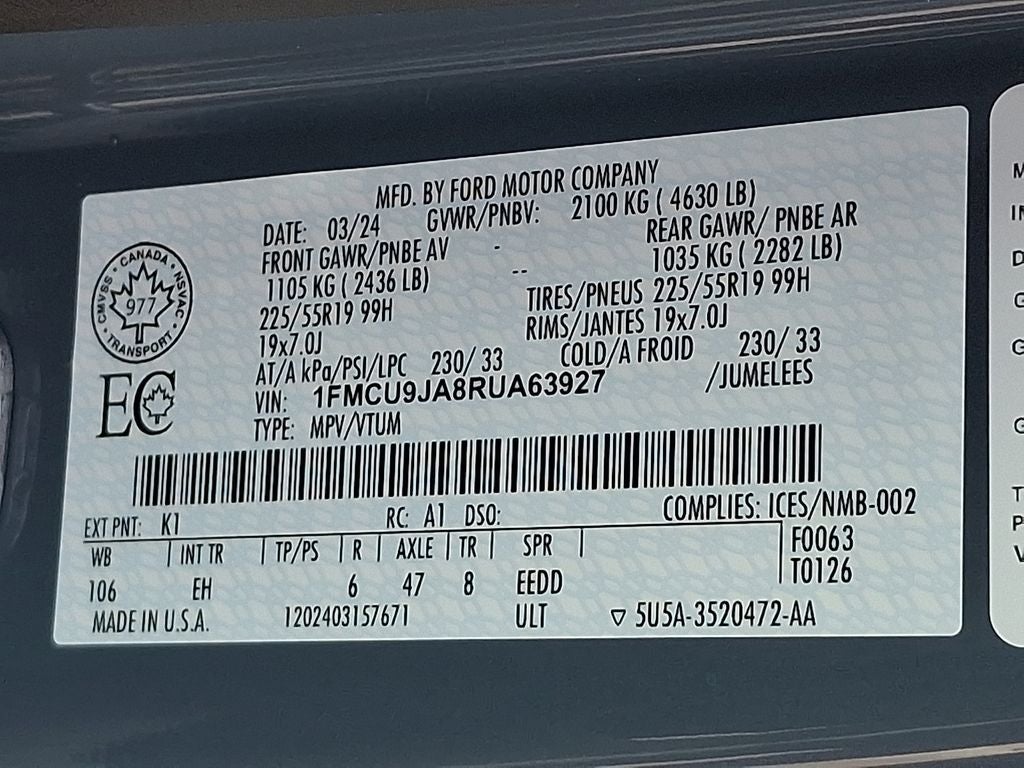 MFD. BY FORD MOTOR COMPANY
DATE: 03/24 GVWR/PNBV: 2100 KG ( 4630 LB)
FRONT GAWR/PNBE AV - REAR GAWR/ PNBE AR
1105 KG ( 2436 LB) -- 1035 KG ( 2282 LB)
225/55R19 99H TIRES/PNEUS 225/55R19 99H
19x7.0J RIMS/JANTES 19x7.0J
AT/A kPa/PSI/LPC 230/ 33 COLD/A FROID 230/ 33
VIN: 1FMCU9JA8RUA63927 /JUMELEES
TYPE: MPV/VTUM
CANADA
CMVSS NSVAC
977
TRANSPORT
EC
EXT PNT: K1 RC: A1 DSO: COMPLIES: ICES/NMB-002
WB INT TR TP/PS R AXLE TR SPR F0063
106 EH 6 47 8 EEDD T0126
MADE IN U.S.A. 1202403157671 ULT ▽ 5U5A-3520472-AA
M
IN
D
G
G
G
T
P
V